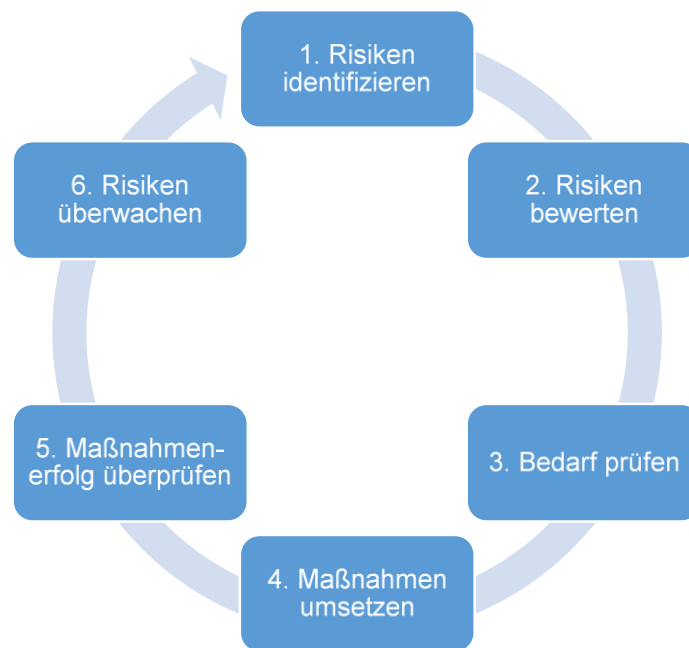 1. Risiken
identifizieren
2. Risiken
bewerten
3. Bedarf prüfen
4. Maßnahmen
umsetzen
5. Maßnahmen-
erfolg überprüfen
6. Risiken
überwachen